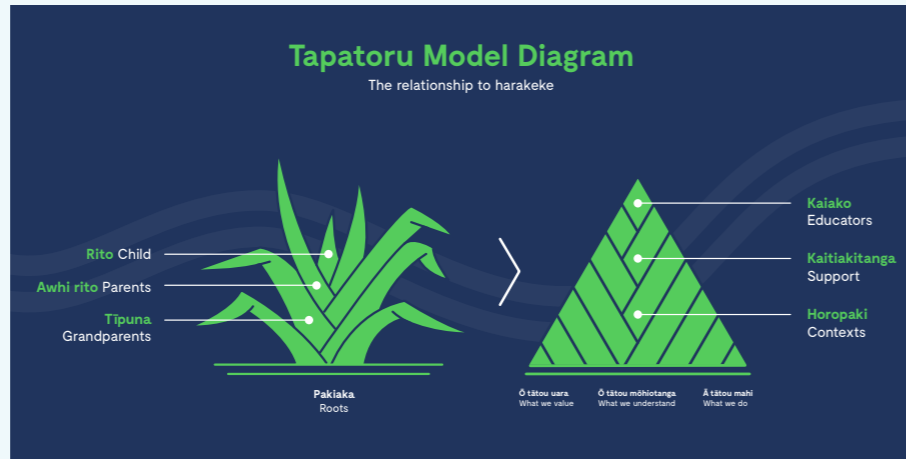 Tapatoru Model Diagram
The relationship to harakeke
Rito Child
Awhi rito Parents
Tīpuna
Grandparents
Pakiaka
Roots
Kaiako
Educators
Kaitiakitanga
Support
Horopaki
Contexts
Ō tātou uara
What we value
Ō tātou mōhiotanga
What we understand
Ā tātou mahi
What we do